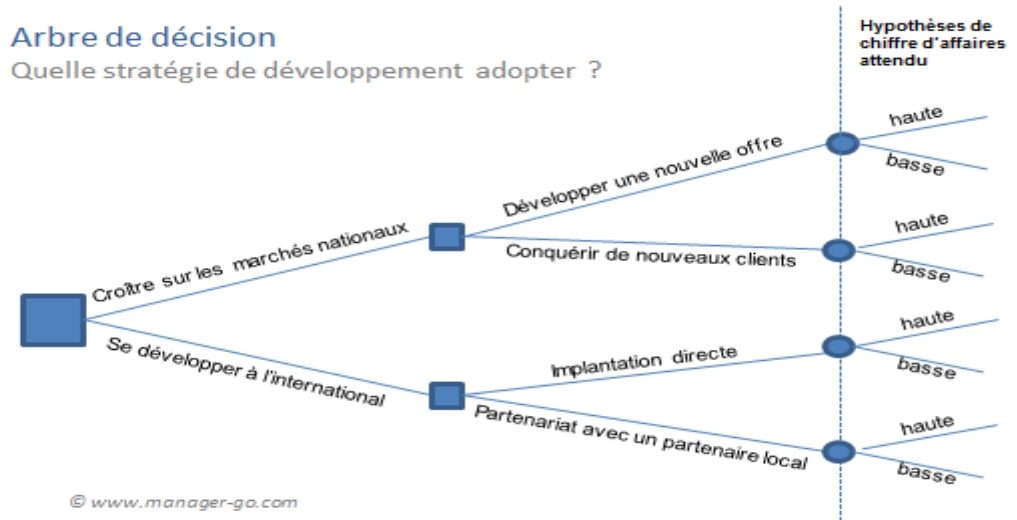 Arbre de décision
Quelle stratégie de développement adopter ?
Hypothèses de
chiffre d'affaires
attendu
haute
basse
Développer une nouvelle offre
Croître sur les marchés nationaux
Conquérir de nouveaux clients
haute
basse
Se développer à l'international
Implantation directe
haute
basse
Partenariat avec un partenaire local
haute
basse
© www.manager-go.com